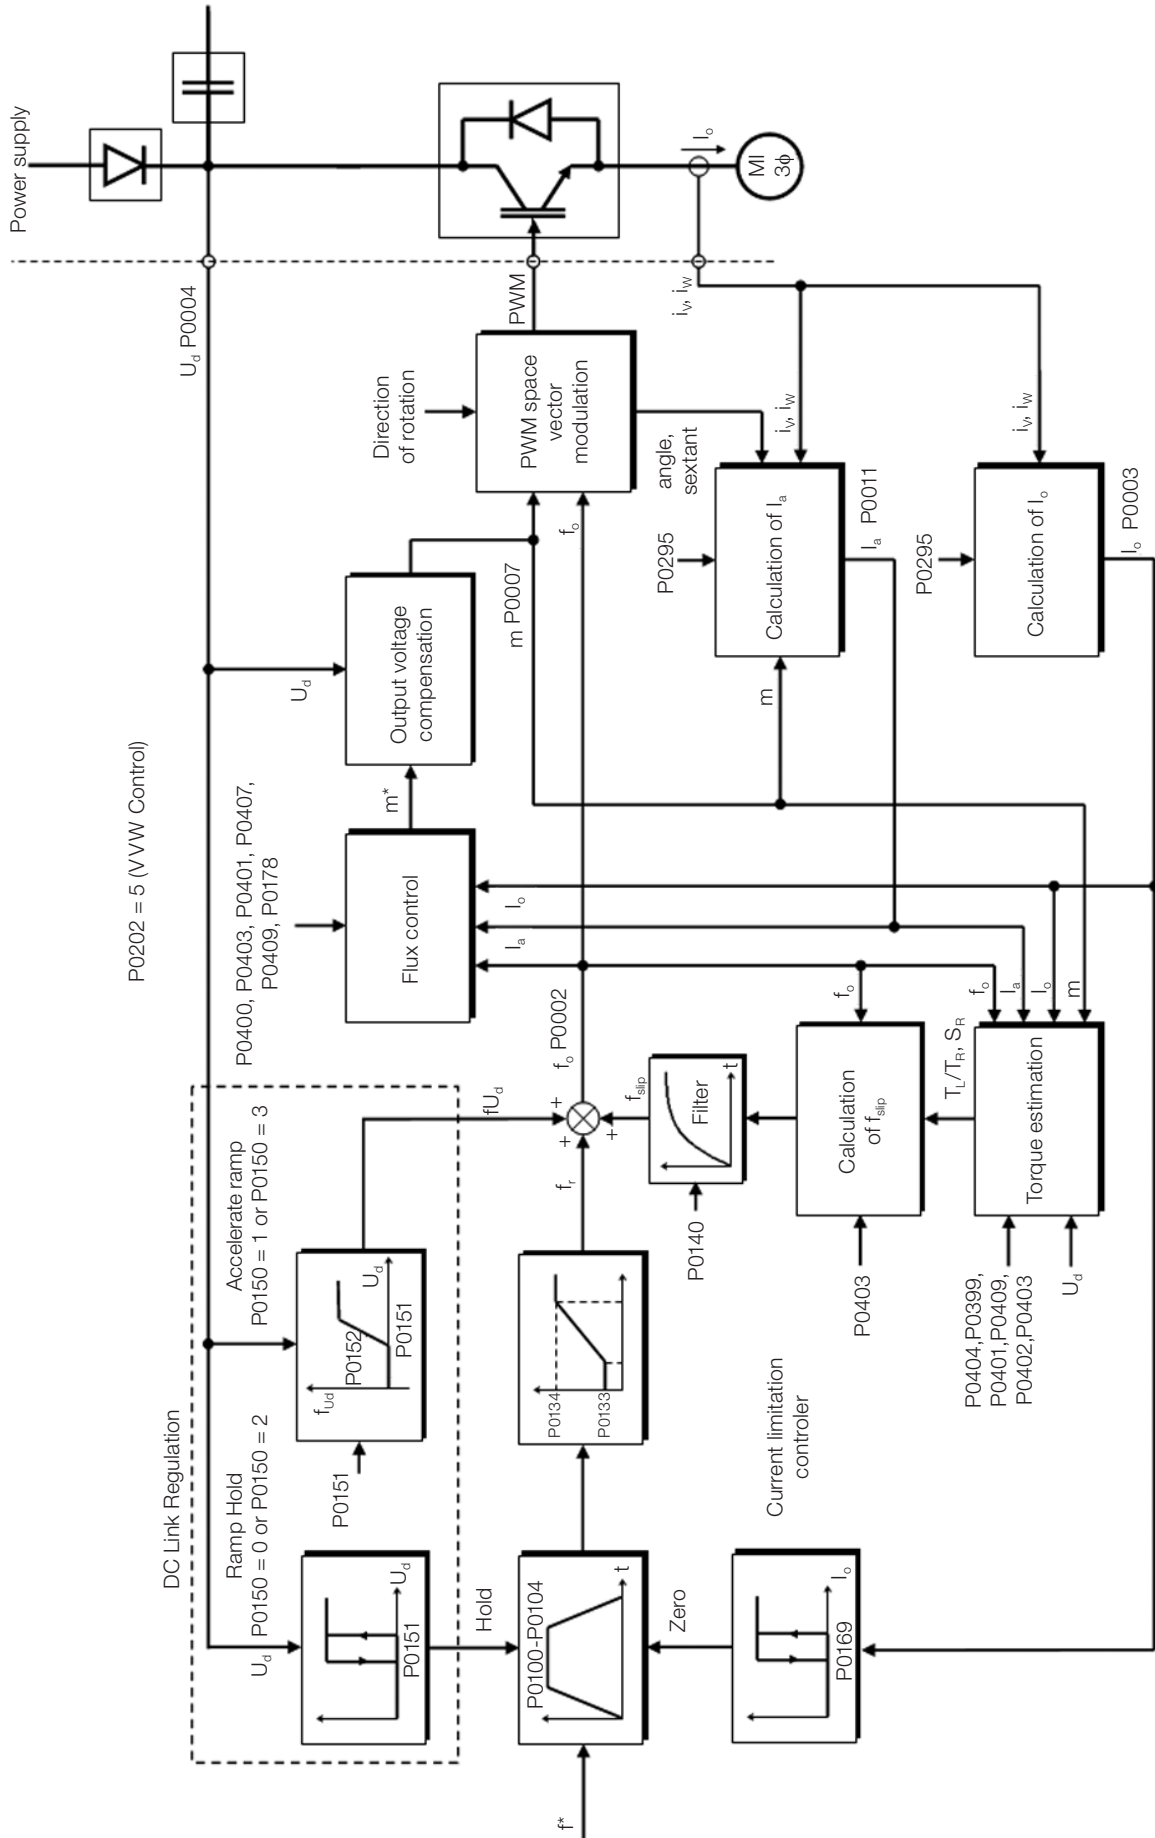 P0202 = 5 (VVW Control)
DC Link Regulation
Ramp Hold
P0150 = 0 or P0150 = 2
Accelerate ramp
P0150 = 1 or P0150 = 3
U_d
U_d P0004
Power supply
U_d
P0151
Hold
P0151
f_Ud
P0152
U_d
P0151
fU_d
P0400, P0403, P0401, P0407,
P0409, P0178
Flux control
m*
U_d
Output voltage
compensation
Direction
of rotation
PWM space
vector
modulation
PWM
I_o
MI
3ϕ
f*
P0100-P0104
t
P0134
P0133
f_r
+
+
+
f_o P0002
I_a
I_o
m P0007
f_o
i_v, i_w
Zero
P0169
I_o
Current limitation
controler
P0140
Filter
t
f_slip
P0403
Calculation
of f_slip
f_o
m
P0295
angle,
sextant
Calculation of I_a
i_v, i_w
I_a P0011
P0404,P0399,
P0401,P0409,
P0402,P0403
U_d
Torque estimation
T_L/T_R, S_R
f_o
I_a
I_o
m
P0295
Calculation of I_o
i_v, i_w
I_o P0003